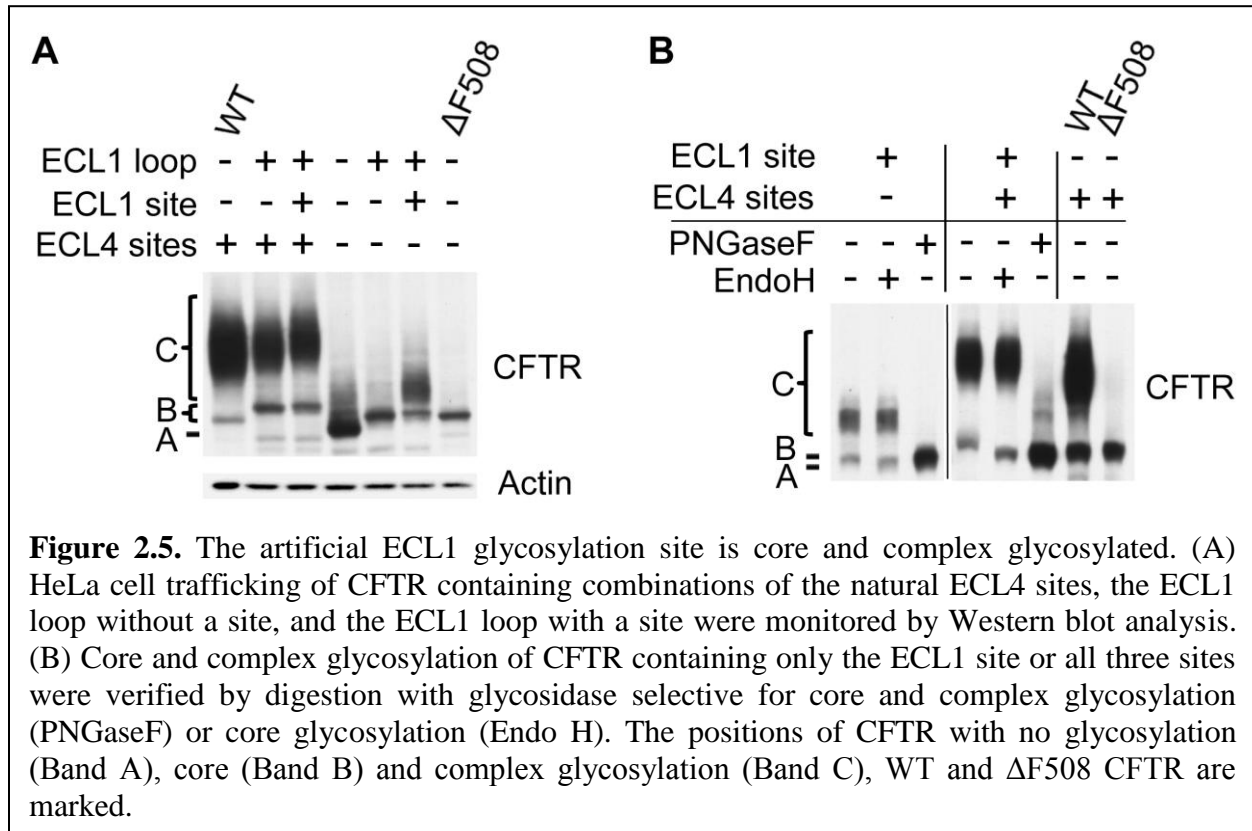 A
WT
ΔF508
ECL1 loop - + + - + + -
ECL1 site - - + - - + -
ECL4 sites + + + - - - -
C
B
A
CFTR
Actin
B
WT
ΔF508
ECL1 site + + - -
ECL4 sites - + + +
PNGaseF - - + - - + - -
EndoH - + - - + - - -
C
B
A
CFTR
Figure 2.5. The artificial ECL1 glycosylation site is core and complex glycosylated. (A)
HeLa cell trafficking of CFTR containing combinations of the natural ECL4 sites, the ECL1
loop without a site, and the ECL1 loop with a site were monitored by Western blot analysis.
(B) Core and complex glycosylation of CFTR containing only the ECL1 site or all three sites
were verified by digestion with glycosidase selective for core and complex glycosylation
(PNGaseF) or core glycosylation (Endo H). The positions of CFTR with no glycosylation
(Band A), core (Band B) and complex glycosylation (Band C), WT and ΔF508 CFTR are
marked.